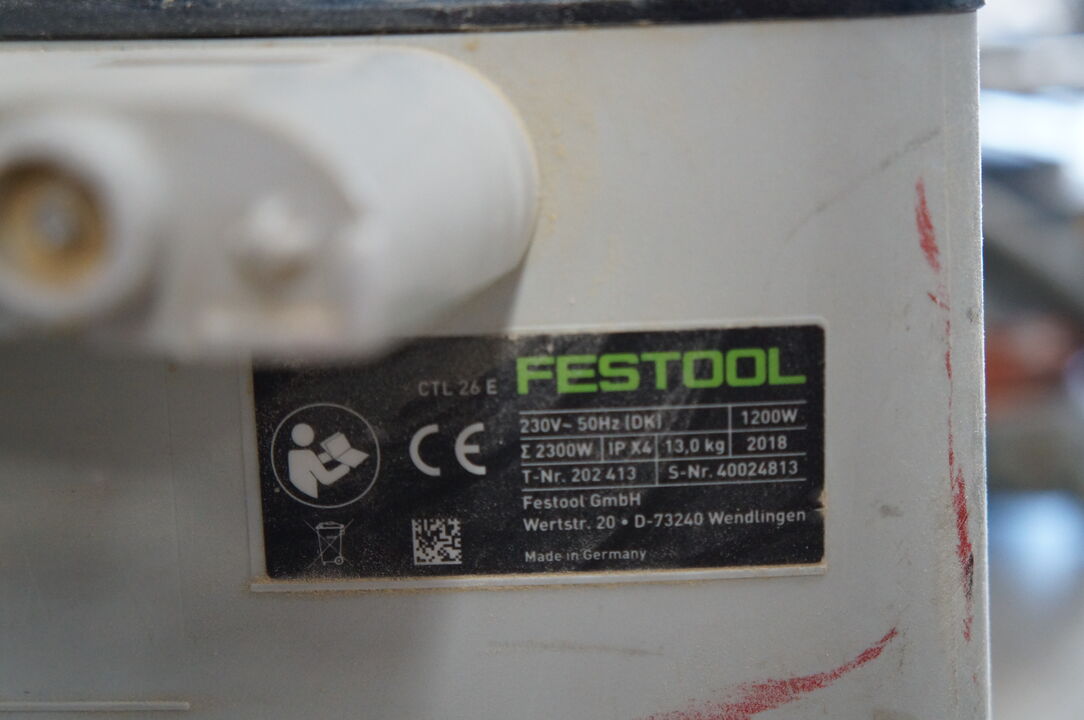 CTL 26 E FESTOOL
230V~ 50Hz (DK) 1200W
Σ 2300W IP X4 13,0 kg 2018
T-Nr. 202 413 S-Nr. 40024813
CE
Festool GmbH
Wertstr. 20 • D-73240 Wendlingen
Made in Germany